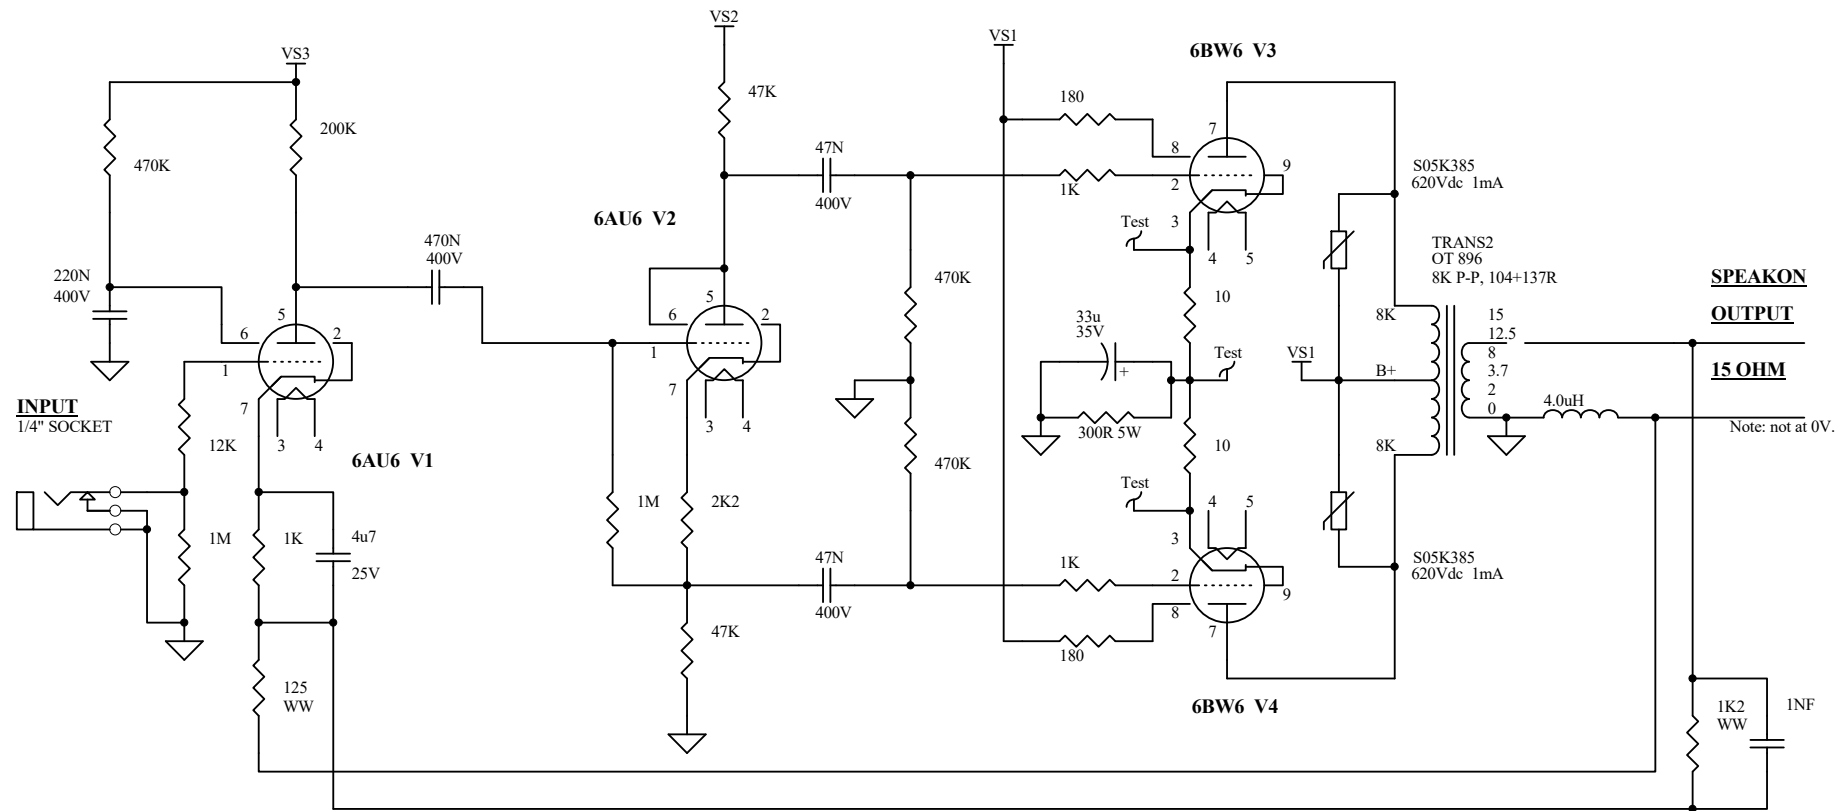 VS2
VS3
VS1
6BW6 V3
470K
200K
47K
180
7
8
9
2
1K
3
4
5
47N
400V
S05K385
620Vdc 1mA
Test
6AU6 V2
470N
400V
220N
400V
TRANS2
OT 896
8K P-P, 104+137R
470K
10
5
6
2
1
7
3
4
5
6
2
1
7
3
4
33u
35V
+
Test
300R 5W
10
VS1
8K
B+
8K
15
12.5
8
3.7
2
0
4.0uH
SPEAKON
OUTPUT
15 OHM
Note: not at 0V.
INPUT
1/4" SOCKET
12K
6AU6 V1
470K
Test
4
5
3
1M
1K
4u7
25V
1M
2K2
47N
400V
1K
2
8
9
7
180
S05K385
620Vdc 1mA
47K
125
WW
6BW6 V4
1K2
WW
1NF